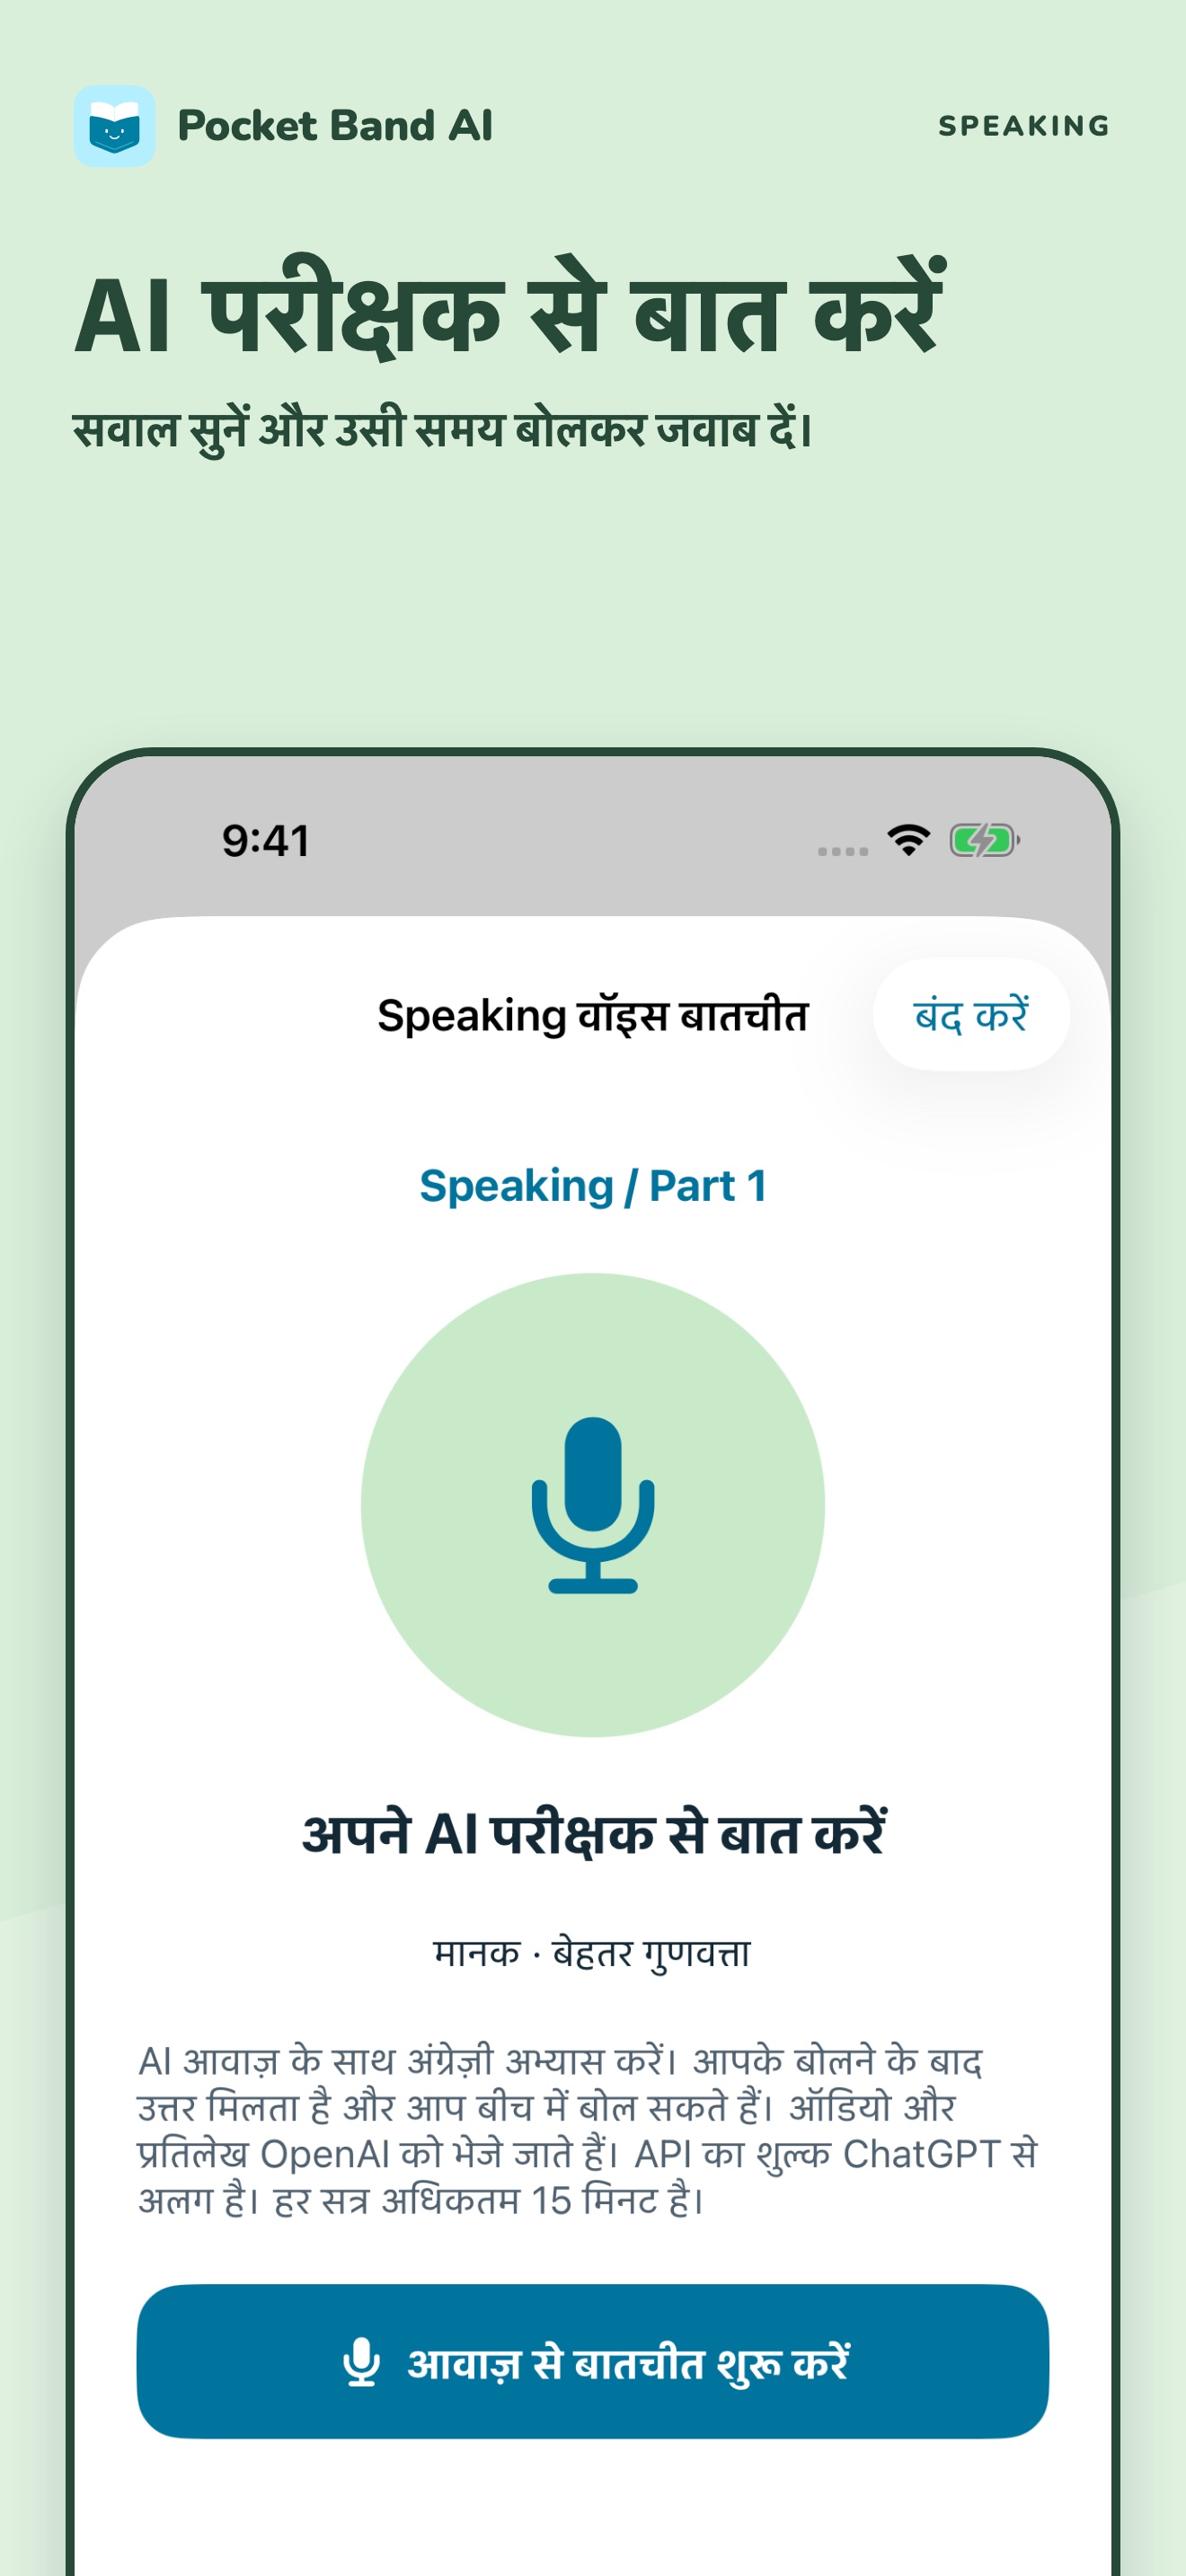 Pocket Band AI
SPEAKING
AI परीक्षक से बात करें
सवाल सुनें और उसी समय बोलकर जवाब दें।
9:41
Speaking वॉइस बातचीत
बंद करें
Speaking / Part 1
अपने AI परीक्षक से बात करें
मानक · बेहतर गुणवत्ता
AI आवाज़ के साथ अंग्रेज़ी अभ्यास करें। आपके बोलने के बाद
उत्तर मिलता है और आप बीच में बोल सकते हैं। ऑडियो और
प्रतिलेख OpenAI को भेजे जाते हैं। API का शुल्क ChatGPT से
अलग है। हर सत्र अधिकतम 15 मिनट है।
आवाज़ से बातचीत शुरू करें